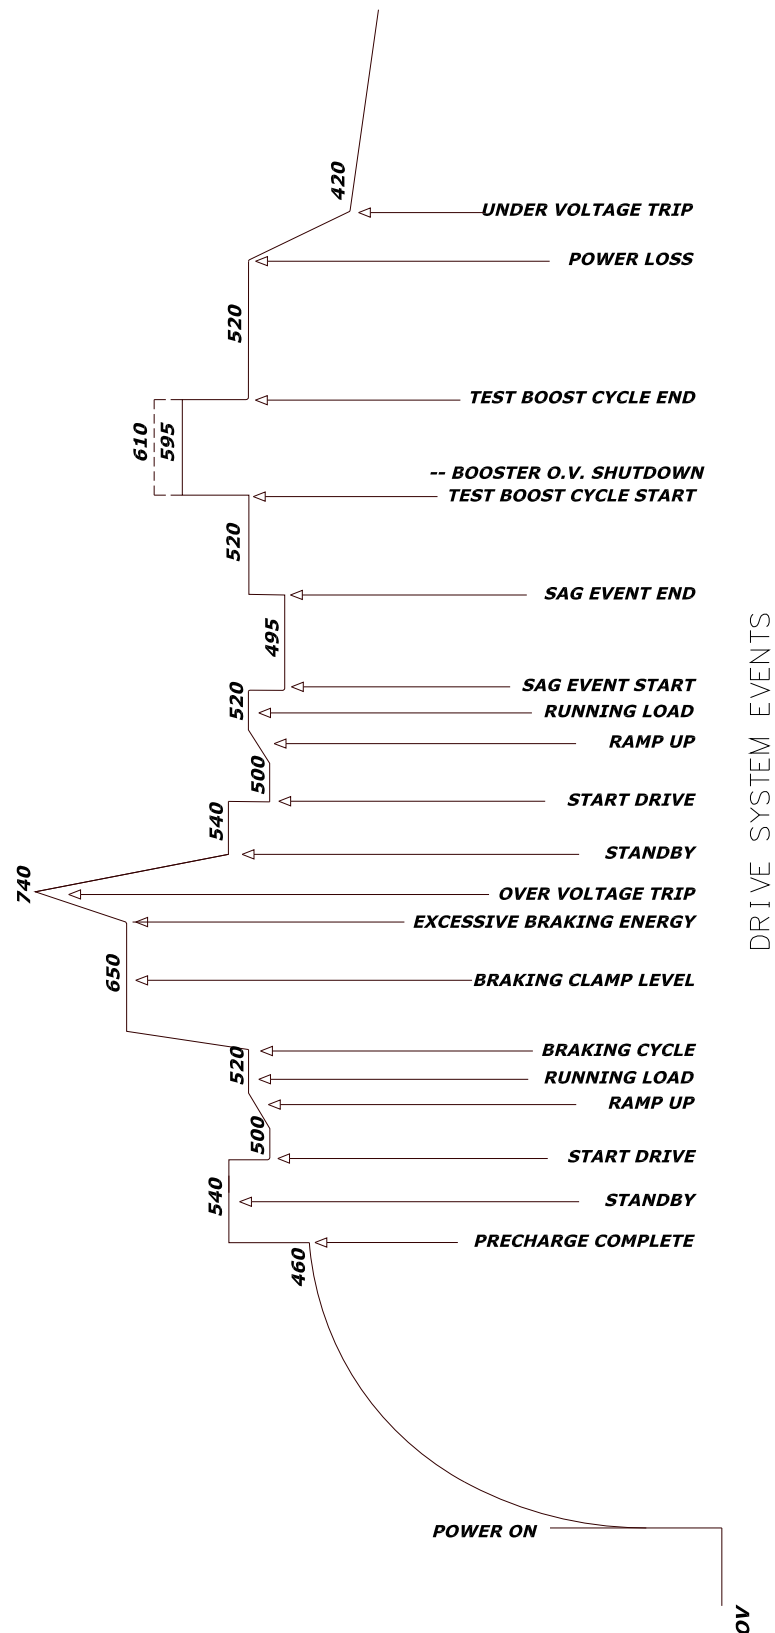 420
UNDER VOLTAGE TRIP
POWER LOSS
520
TEST BOOST CYCLE END
610
595
-- BOOSTER O.V. SHUTDOWN
TEST BOOST CYCLE START
520
SAG EVENT END
495
SAG EVENT START
520
RUNNING LOAD
RAMP UP
500
START DRIVE
540
STANDBY
740
OVER VOLTAGE TRIP
EXCESSIVE BRAKING ENERGY
650
BRAKING CLAMP LEVEL
BRAKING CYCLE
520
RUNNING LOAD
RAMP UP
500
START DRIVE
540
STANDBY
PRECHARGE COMPLETE
460
POWER ON
0V
DRIVE SYSTEM EVENTS